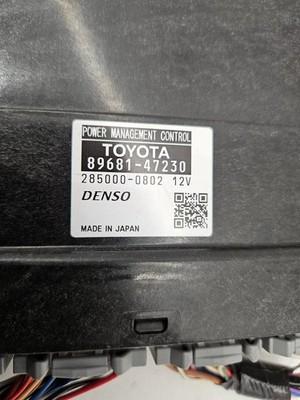 POWER MANAGEMENT CONTROL
TOYOTA
89681-47230
285000-0802 12V
DENSO
MADE IN JAPAN